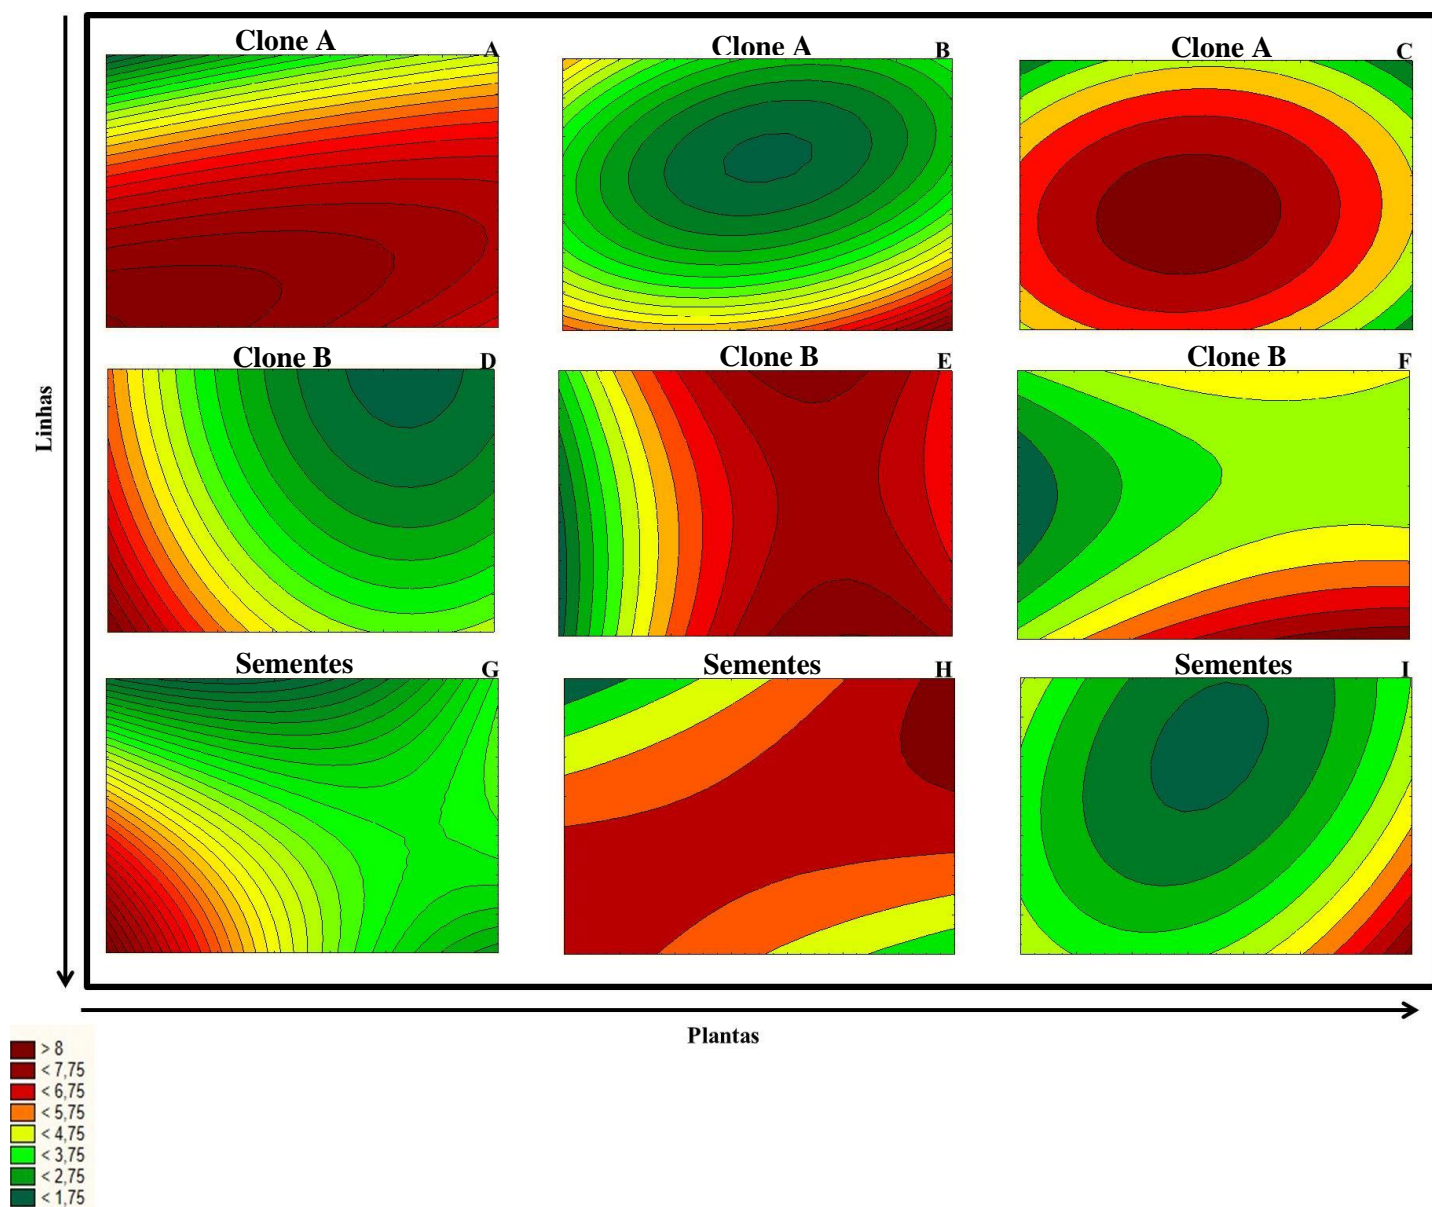 Clone A
A
Clone A
B
Clone A
C
Clone B
D
Clone B
E
Clone B
F
Sementes
G
Sementes
H
Sementes
I
Linhas
Plantas
> 8
< 7,75
< 6,75
< 5,75
< 4,75
< 3,75
< 2,75
< 1,75